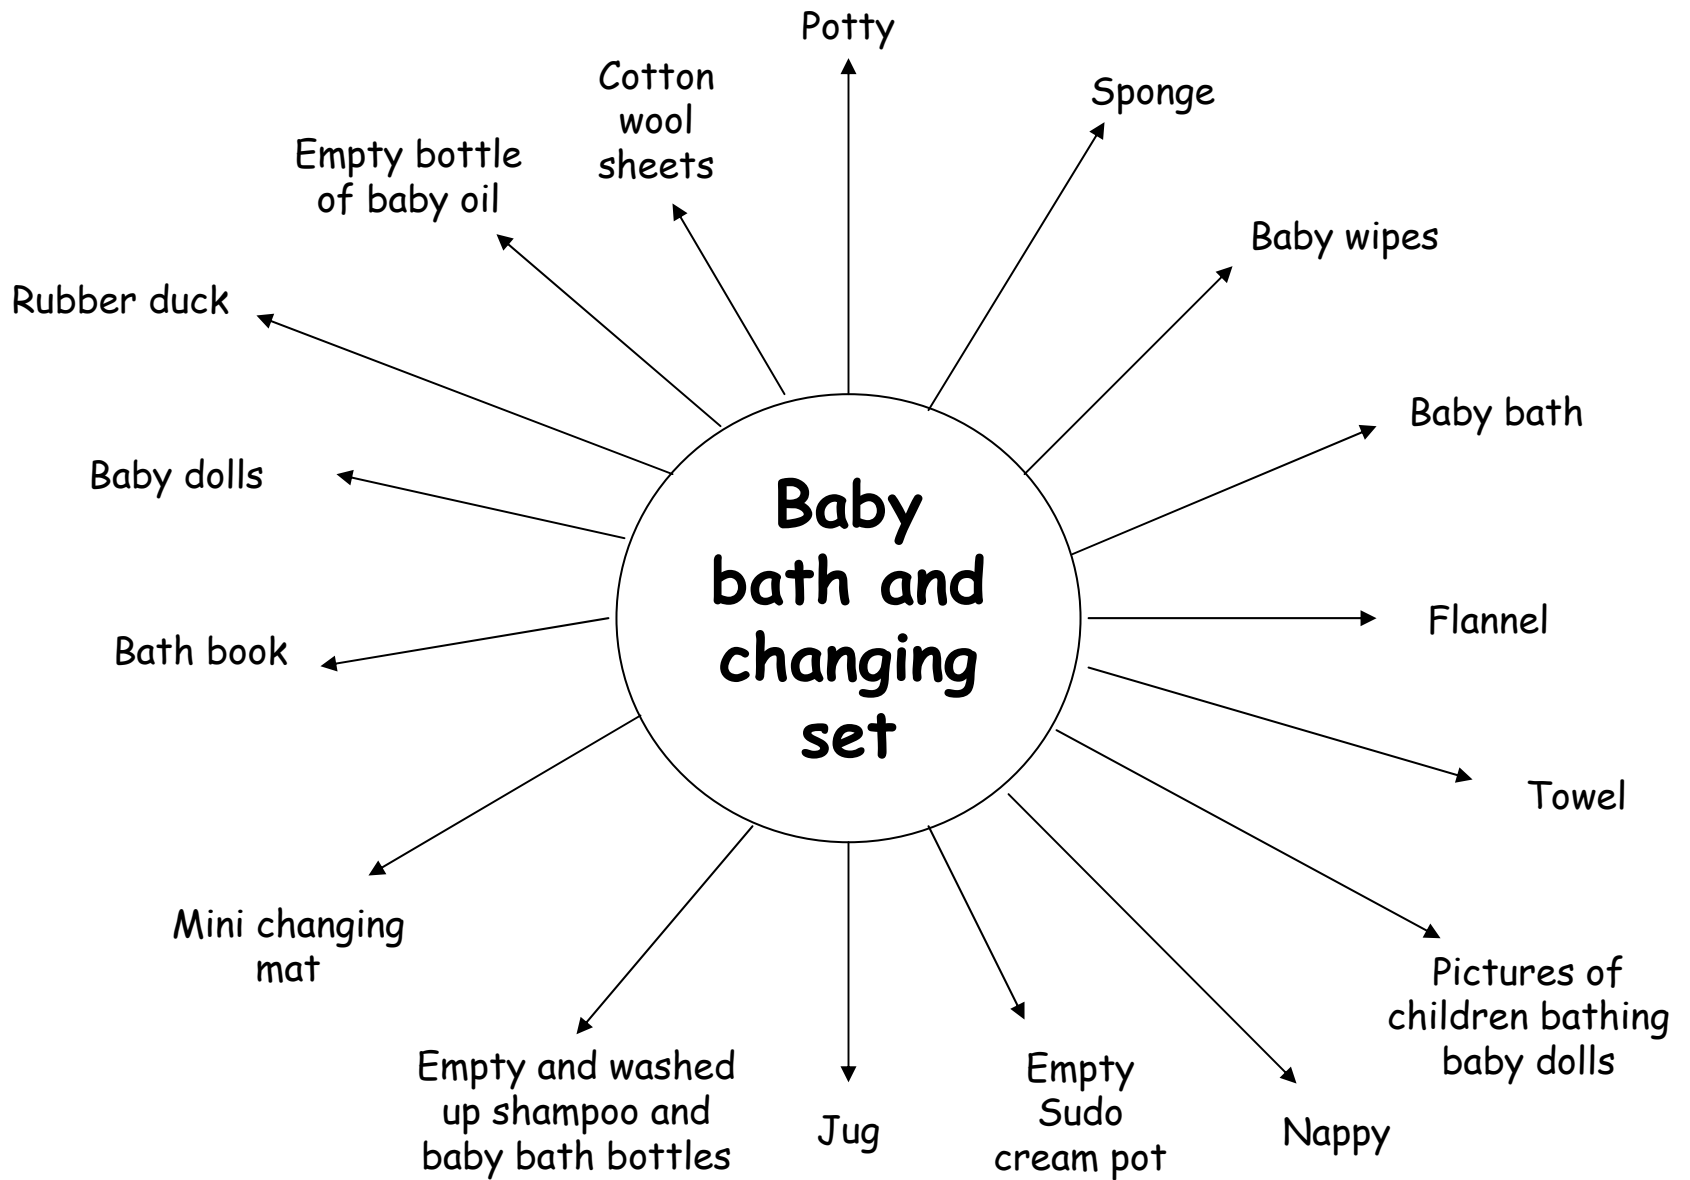 Potty
Cotton
wool
sheets
Sponge
Empty bottle
of baby oil
Baby wipes
Rubber duck
Baby bath
Baby dolls
Baby
bath and
changing
set
Flannel
Bath book
Towel
Mini changing
mat
Pictures of
children bathing
baby dolls
Empty and washed
up shampoo and
baby bath bottles
Jug
Empty
Sudo
cream pot
Nappy